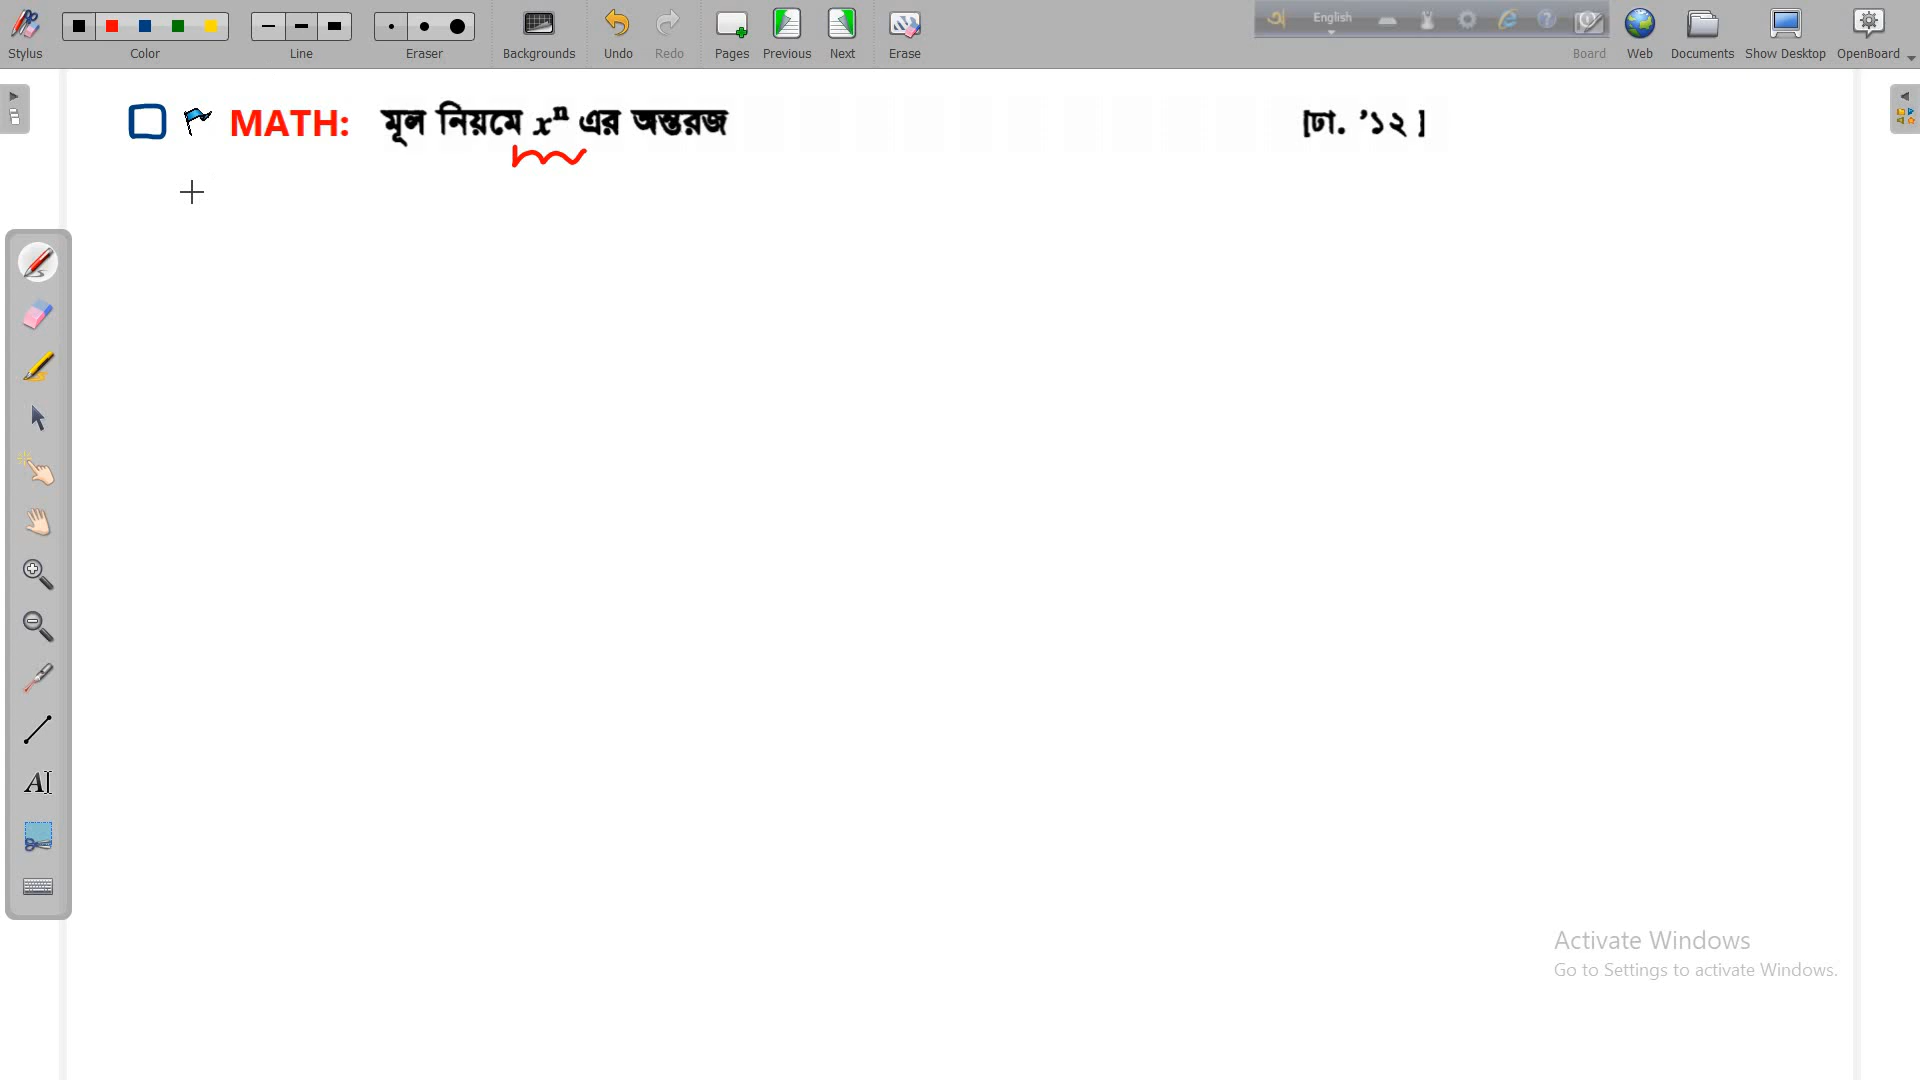 Stylus Color Line Eraser Backgrounds Undo Redo Pages Previous Next Erase English Board Web Documents Show Desktop OpenBoard
MATH: মূল নিয়মে xⁿ এর অন্তরজ [ঢা. ’১২ ]
Activate Windows
Go to Settings to activate Windows.